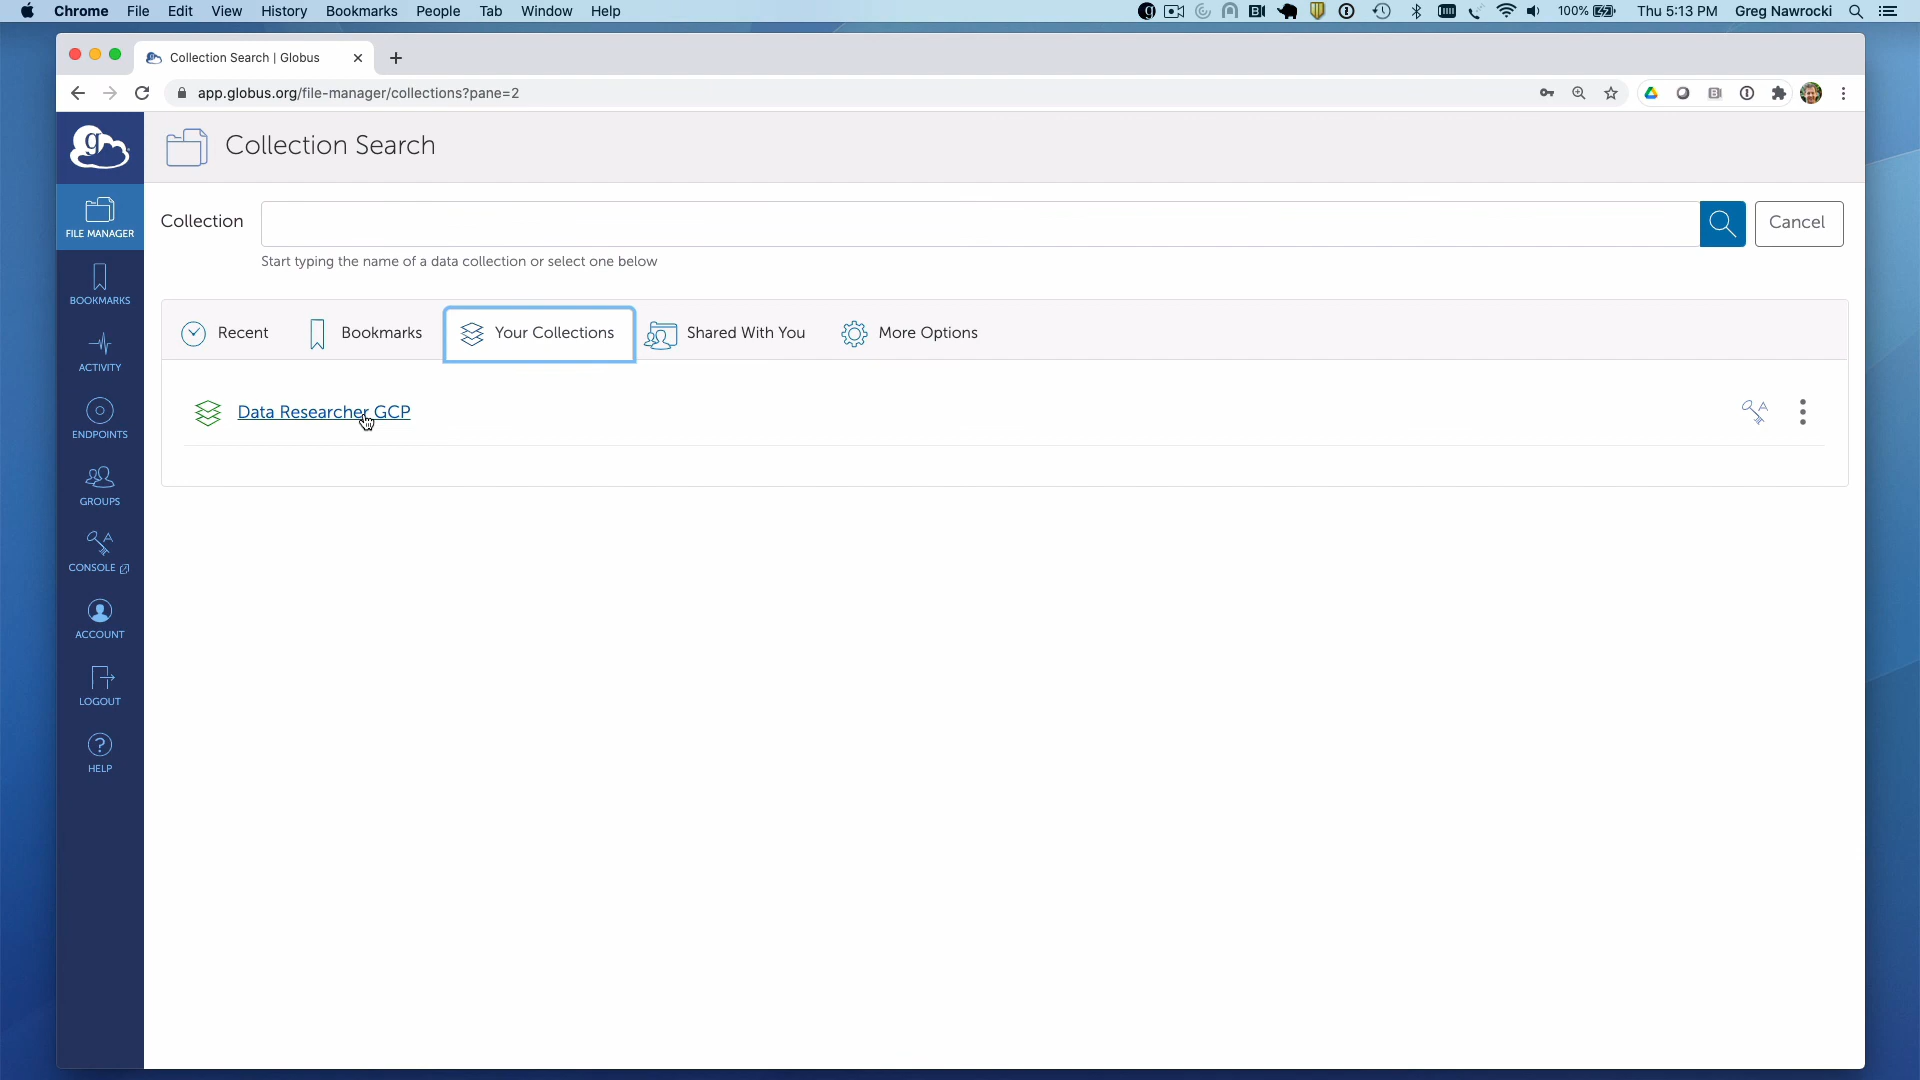 Chrome File Edit View History Bookmarks People Tab Window Help
100% Thu 5:13 PM Greg Nawrocki
Collection Search | Globus
app.globus.org/file-manager/collections?pane=2
g
Collection Search
FILE MANAGER
Collection
Cancel
Start typing the name of a data collection or select one below
BOOKMARKS
Recent Bookmarks Your Collections Shared With You More Options
ACTIVITY
Data Researcher GCP
ENDPOINTS
GROUPS
CONSOLE
ACCOUNT
LOGOUT
HELP